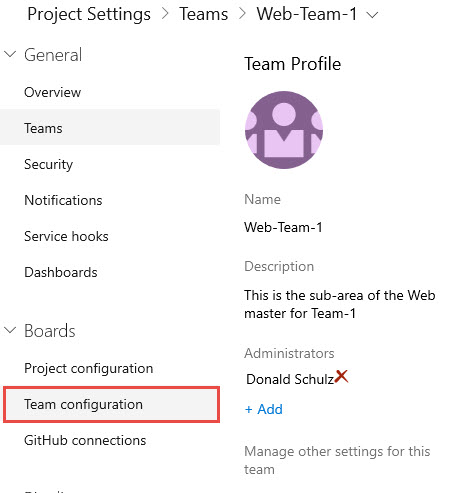 Project Settings > Teams > Web-Team-1
General
Overview
Teams
Security
Notifications
Service hooks
Dashboards
Boards
Project configuration
Team configuration
GitHub connections
Team Profile
Name
Web-Team-1
Description
This is the sub-area of the Web
master for Team-1
Administrators
Donald Schulz
+ Add
Manage other settings for this
team